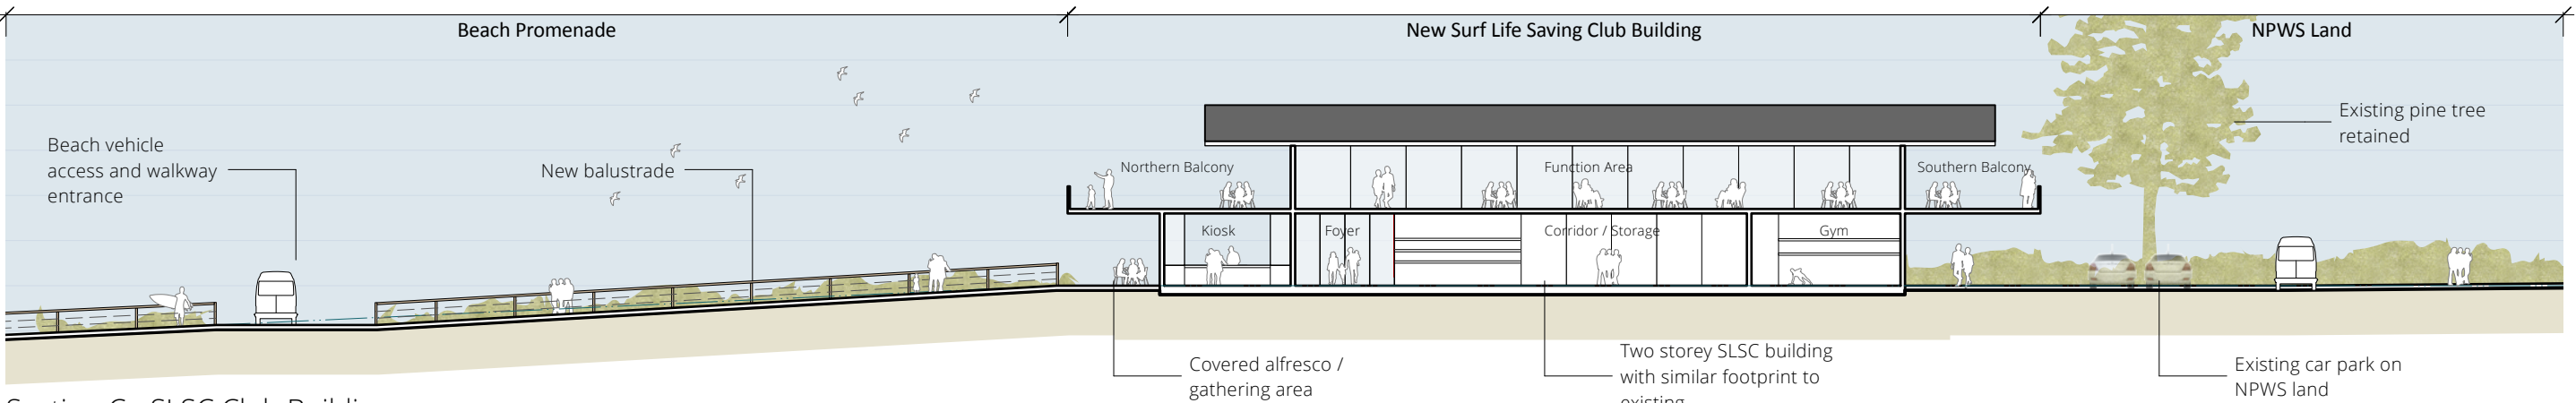 Beach Promenade
New Surf Life Saving Club Building
NPWS Land
Beach vehicle
access and walkway
entrance
New balustrade
Northern Balcony
Function Area
Southern Balcony
Existing pine tree
retained
Kiosk
Foyer
Corridor / Storage
Gym
Covered alfresco /
gathering area
Two storey SLSC building
with similar footprint to
existing
Existing car park on
NPWS land